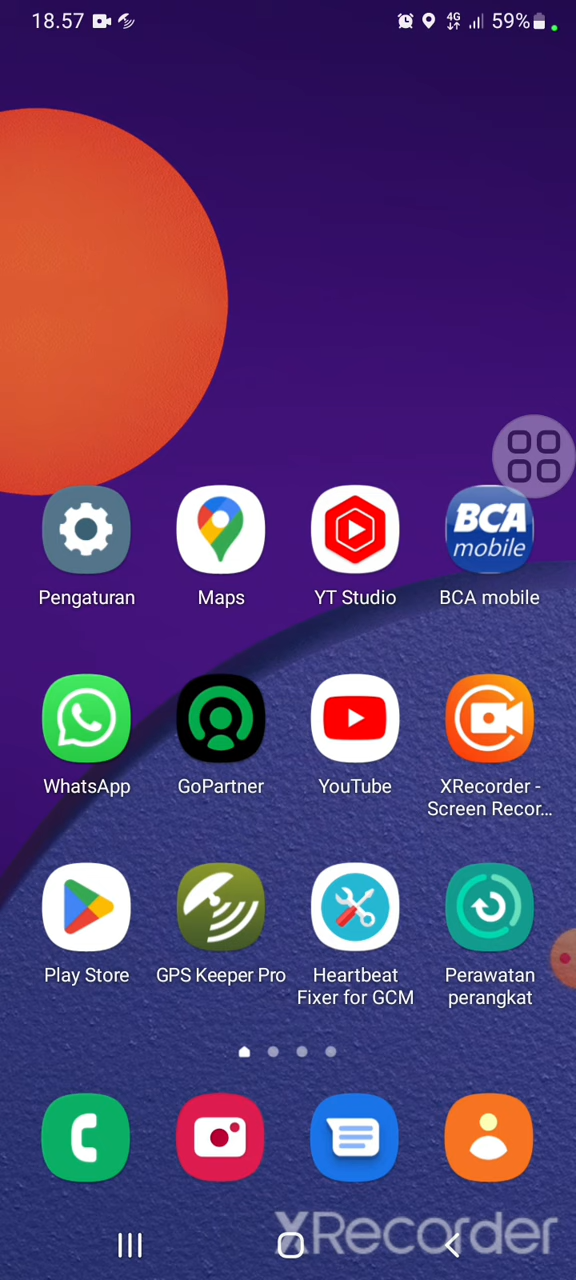 18.57
4G
59%
BCA
mobile
Pengaturan
Maps
YT Studio
BCA mobile
WhatsApp
GoPartner
YouTube
XRecorder -
Screen Recor...
Play Store
GPS Keeper Pro
Heartbeat
Fixer for GCM
Perawatan
perangkat
XRecorder